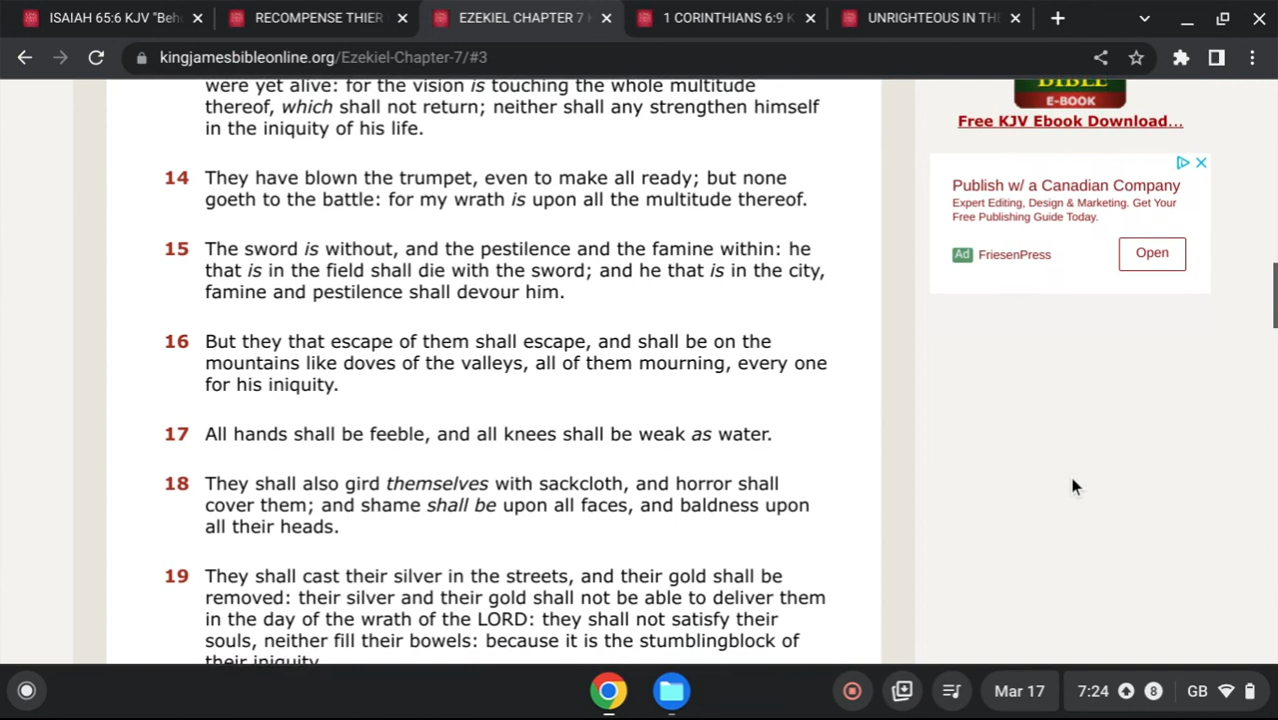 ISAIAH 65:6 KJV "Beh
RECOMPENSE THIER
EZEKIEL CHAPTER 7 K
1 CORINTHIANS 6:9 K
UNRIGHTEOUS IN TH
kingjamesbibleonline.org/Ezekiel-Chapter-7/#3
were yet alive: for the vision is touching the whole multitude
thereof, which shall not return; neither shall any strengthen himself
in the iniquity of his life.
14 They have blown the trumpet, even to make all ready; but none
goeth to the battle: for my wrath is upon all the multitude thereof.
15 The sword is without, and the pestilence and the famine within: he
that is in the field shall die with the sword; and he that is in the city,
famine and pestilence shall devour him.
16 But they that escape of them shall escape, and shall be on the
mountains like doves of the valleys, all of them mourning, every one
for his iniquity.
17 All hands shall be feeble, and all knees shall be weak as water.
18 They shall also gird themselves with sackcloth, and horror shall
cover them; and shame shall be upon all faces, and baldness upon
all their heads.
19 They shall cast their silver in the streets, and their gold shall be
removed: their silver and their gold shall not be able to deliver them
in the day of the wrath of the LORD: they shall not satisfy their
souls, neither fill their bowels: because it is the stumblingblock of
their iniquity.
BIBLE
E-BOOK
Free KJV Ebook Download...
Publish w/ a Canadian Company
Expert Editing, Design & Marketing. Get Your
Free Publishing Guide Today.
Ad FriesenPress
Open
Mar 17
7:24
8
GB